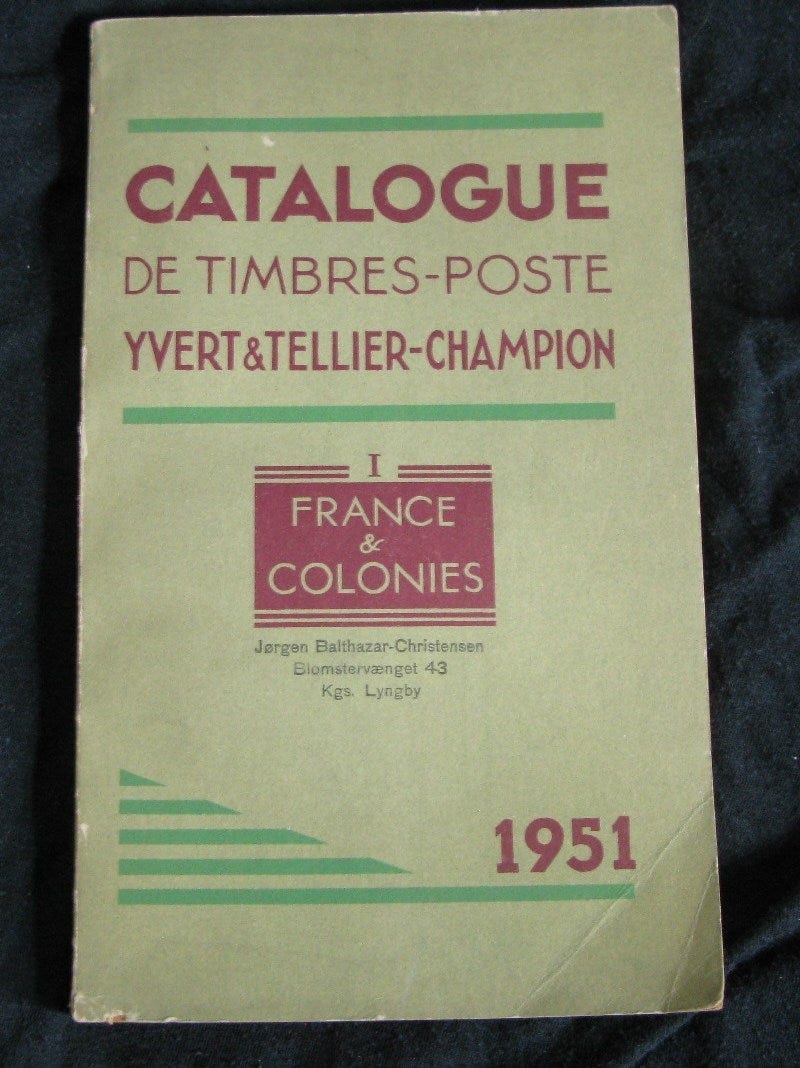 CATALOGUE
DE TIMBRES-POSTE
YVERT&TELLIER-CHAMPION
I
FRANCE
&
COLONIES
Jørgen Balthazar-Christensen
Blomstervænget 43
Kgs. Lyngby
1951